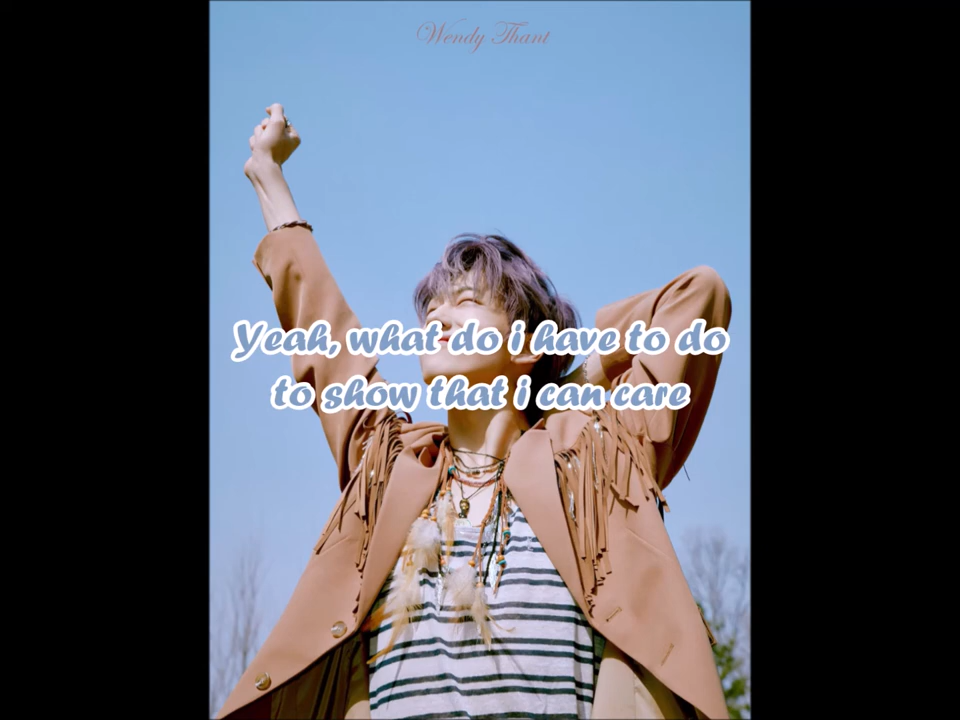 Wendy Thant
Yeah, what do i have to do
to show that i can care